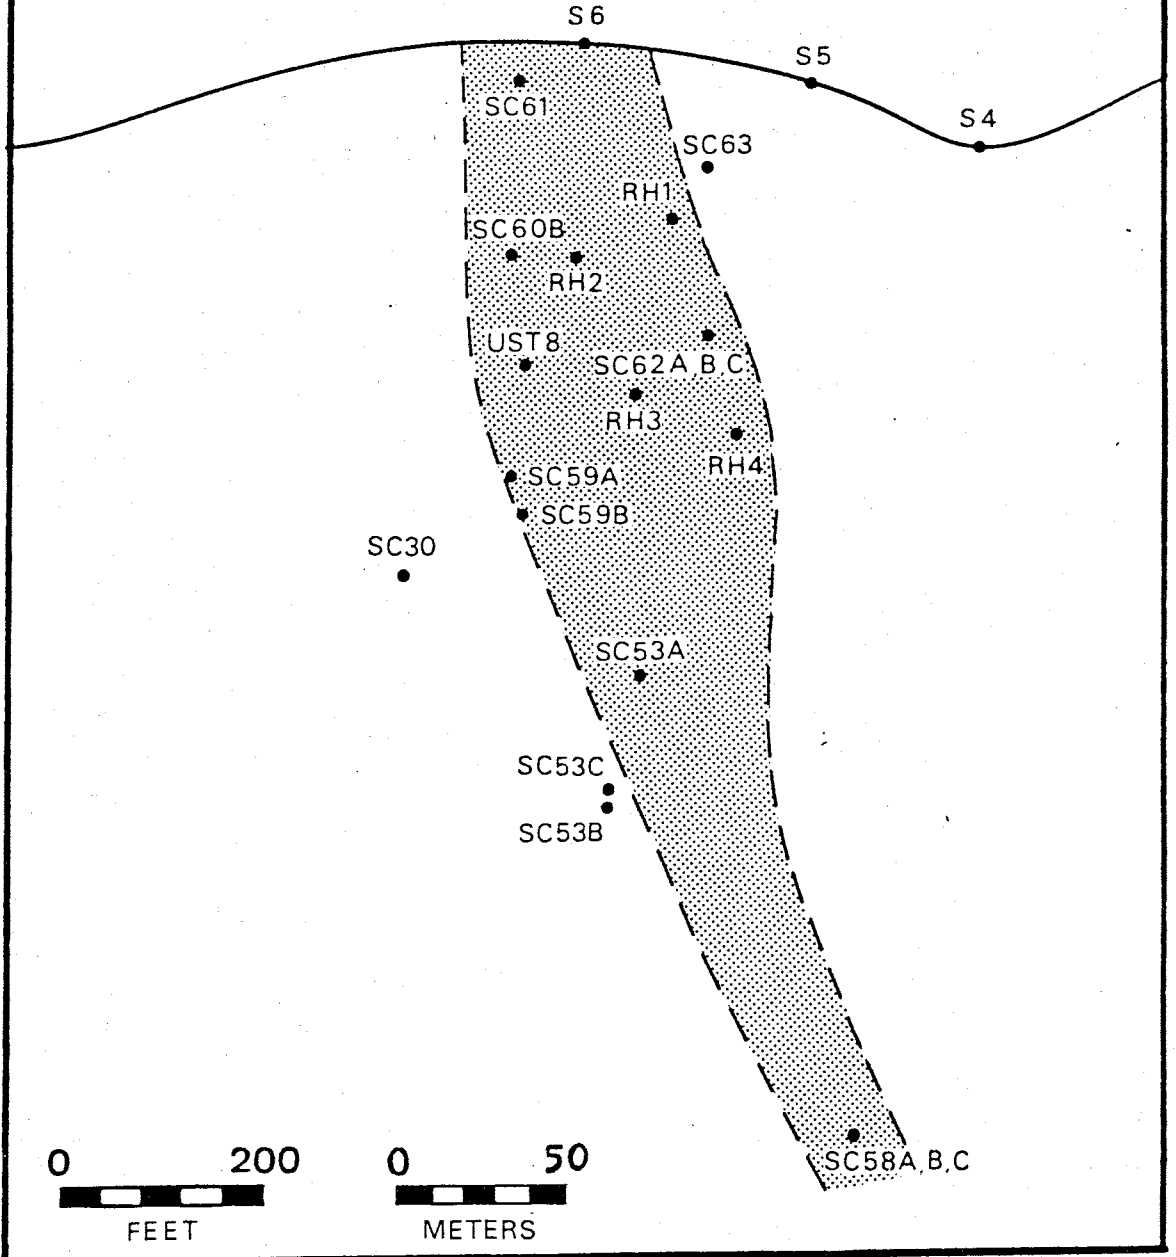 S6
S5
S4
SC61
SC63
RH1
SC60B
RH2
UST8
SC62A,B,C
RH3
RH4
SC59A
SC59B
SC30
SC53A
SC53C
SC53B
SC58A,B,C
0 200
FEET
0 50
METERS